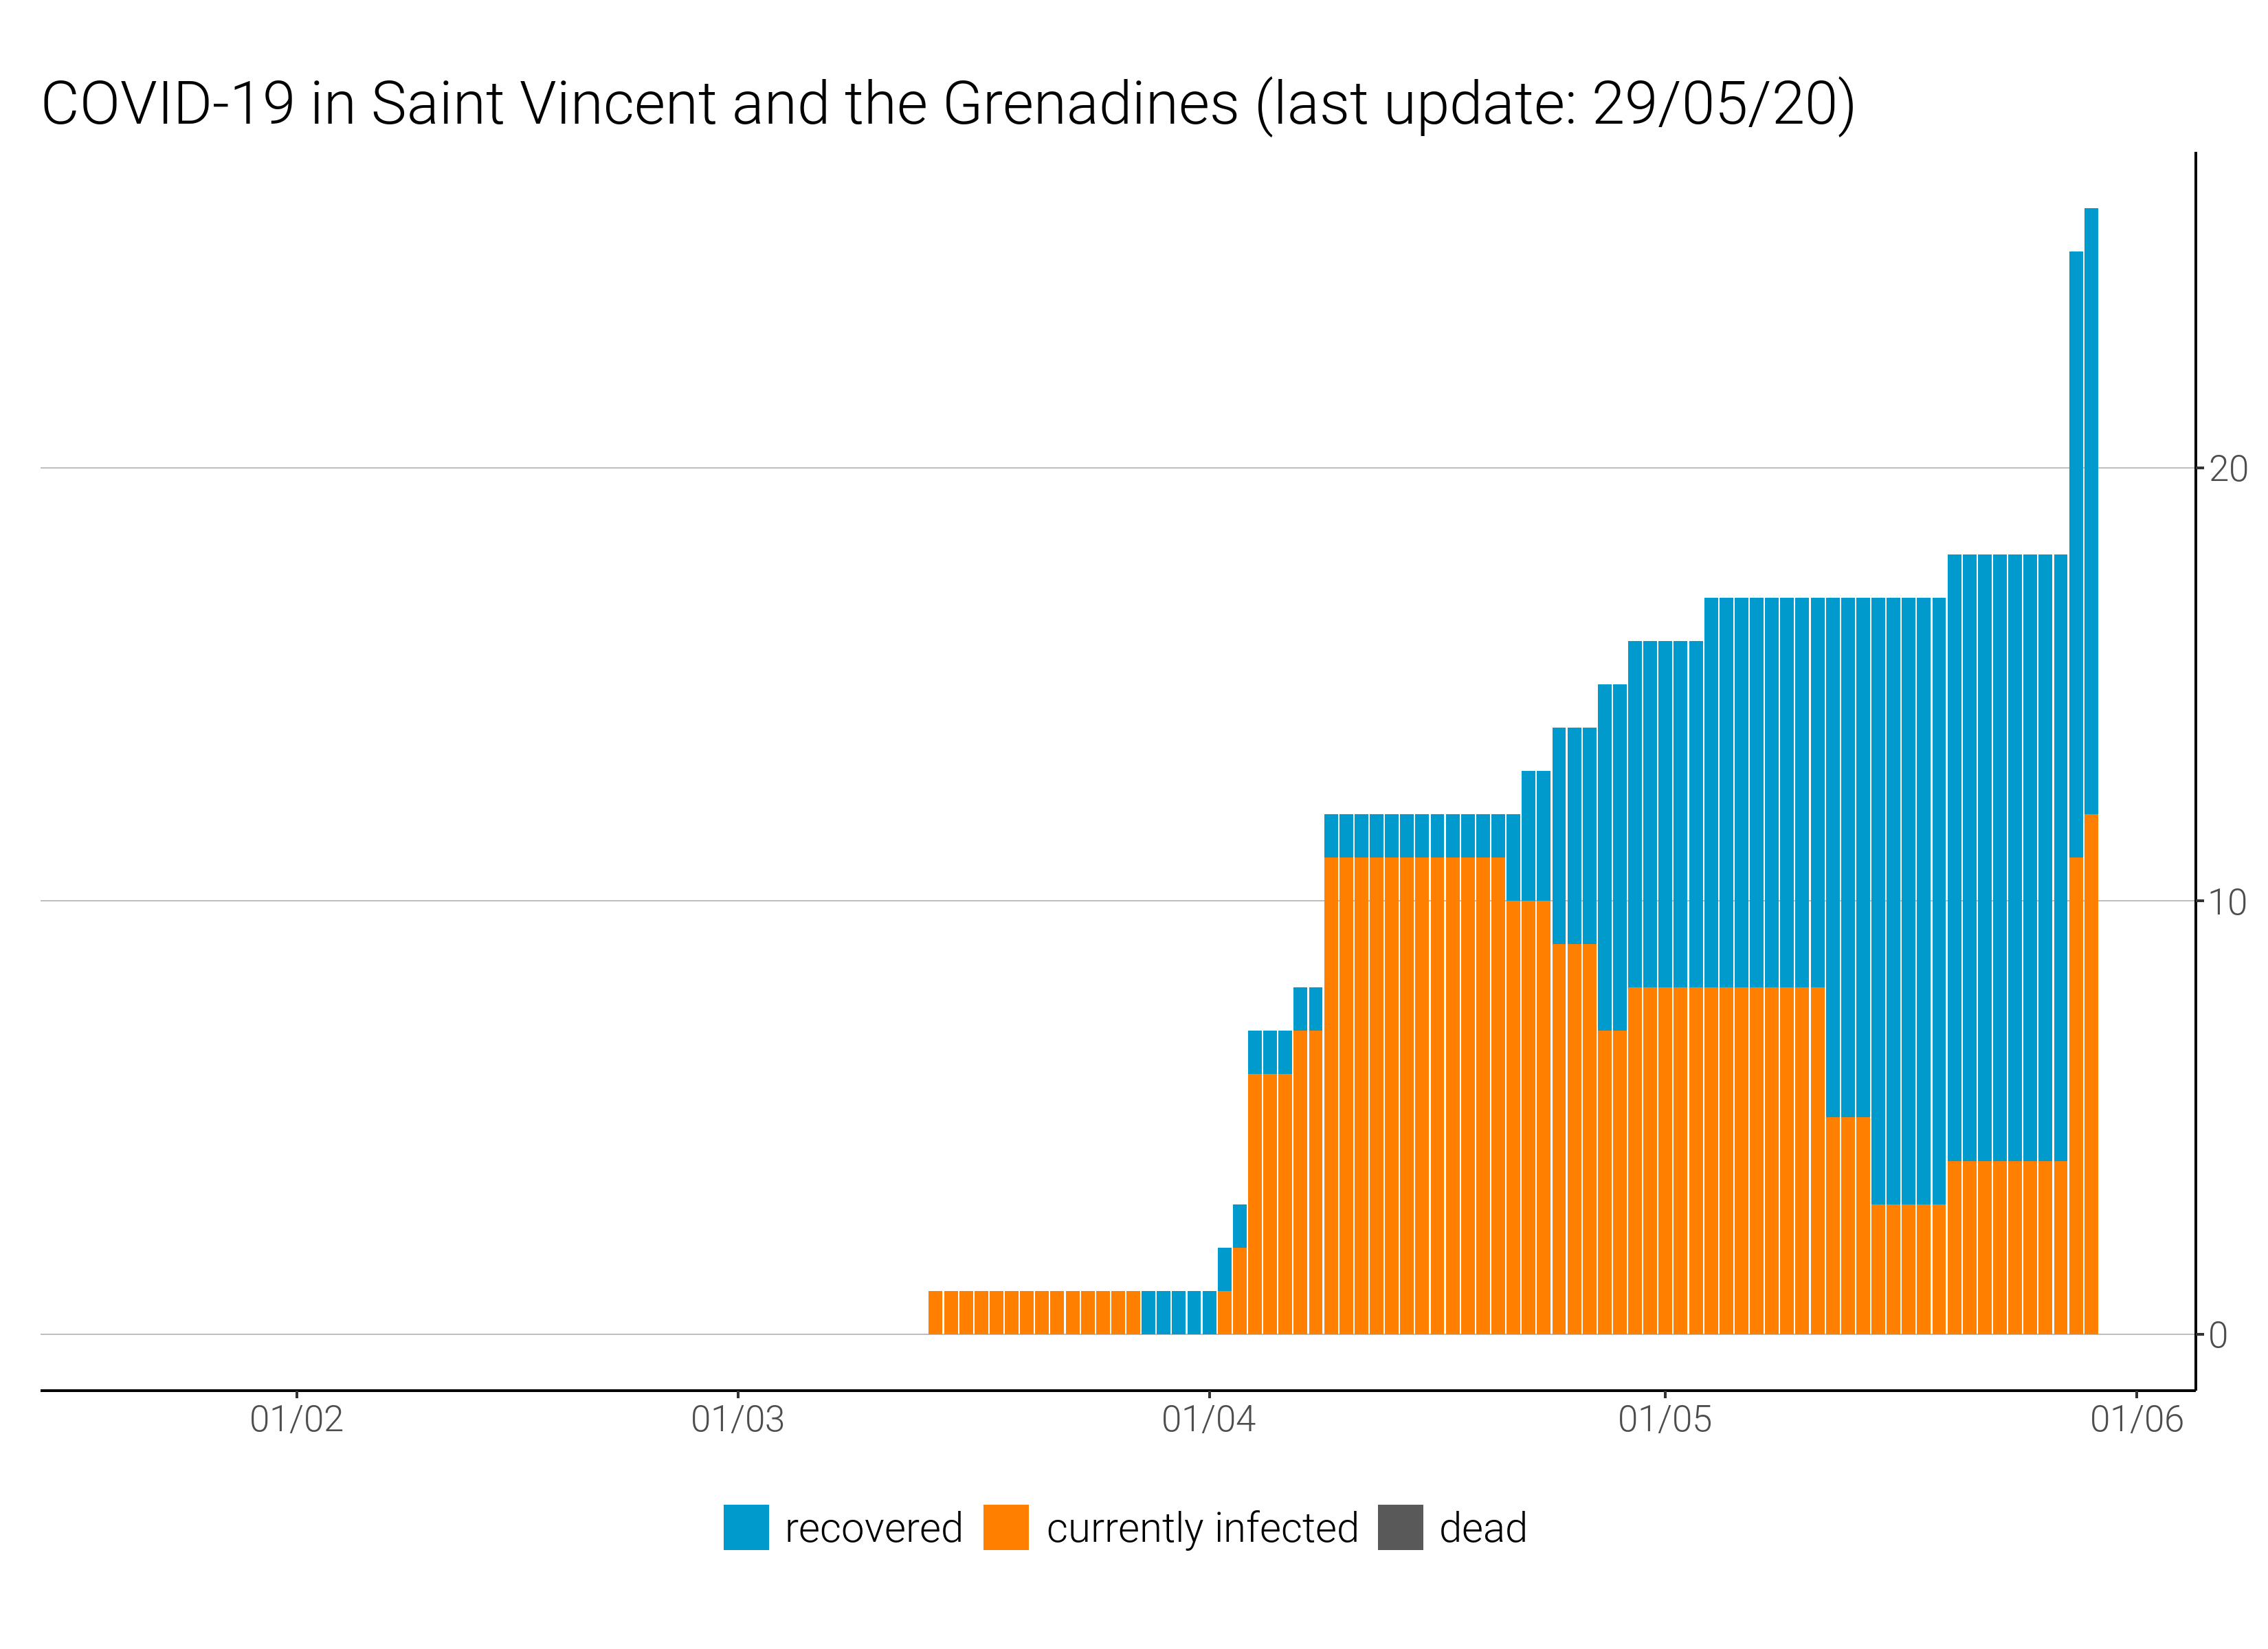 COVID-19 in Saint Vincent and the Grenadines (last update: 29/05/20)
20
10
0
01/02 01/03 01/04 01/05 01/06
recovered currently infected dead